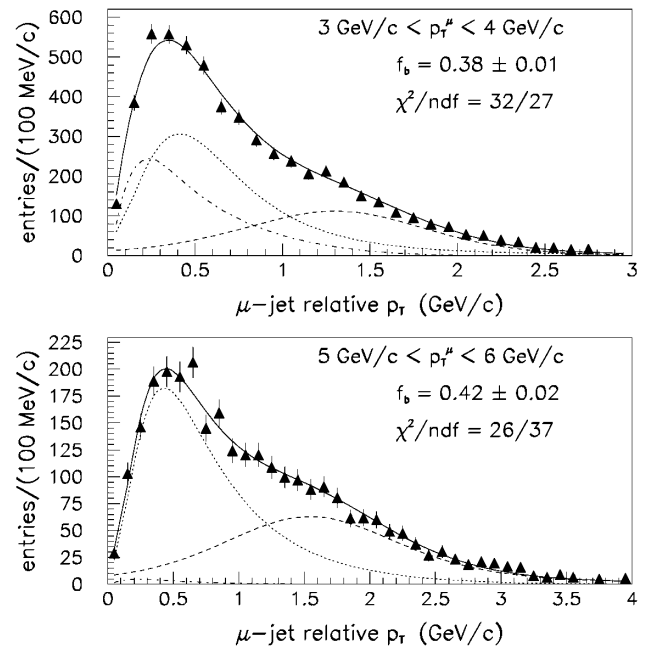 3 GeV/c < p_T^μ < 4 GeV/c
f_b = 0.38 ± 0.01
χ²/ndf = 32/27
entries/(100 MeV/c)
600
500
400
300
200
100
0
0 0.5 1 1.5 2 2.5 3
μ-jet relative p_T (GeV/c)
5 GeV/c < p_T^μ < 6 GeV/c
f_b = 0.42 ± 0.02
χ²/ndf = 26/37
entries/(100 MeV/c)
225
200
175
150
125
100
75
50
25
0
0 0.5 1 1.5 2 2.5 3 3.5 4
μ-jet relative p_T (GeV/c)